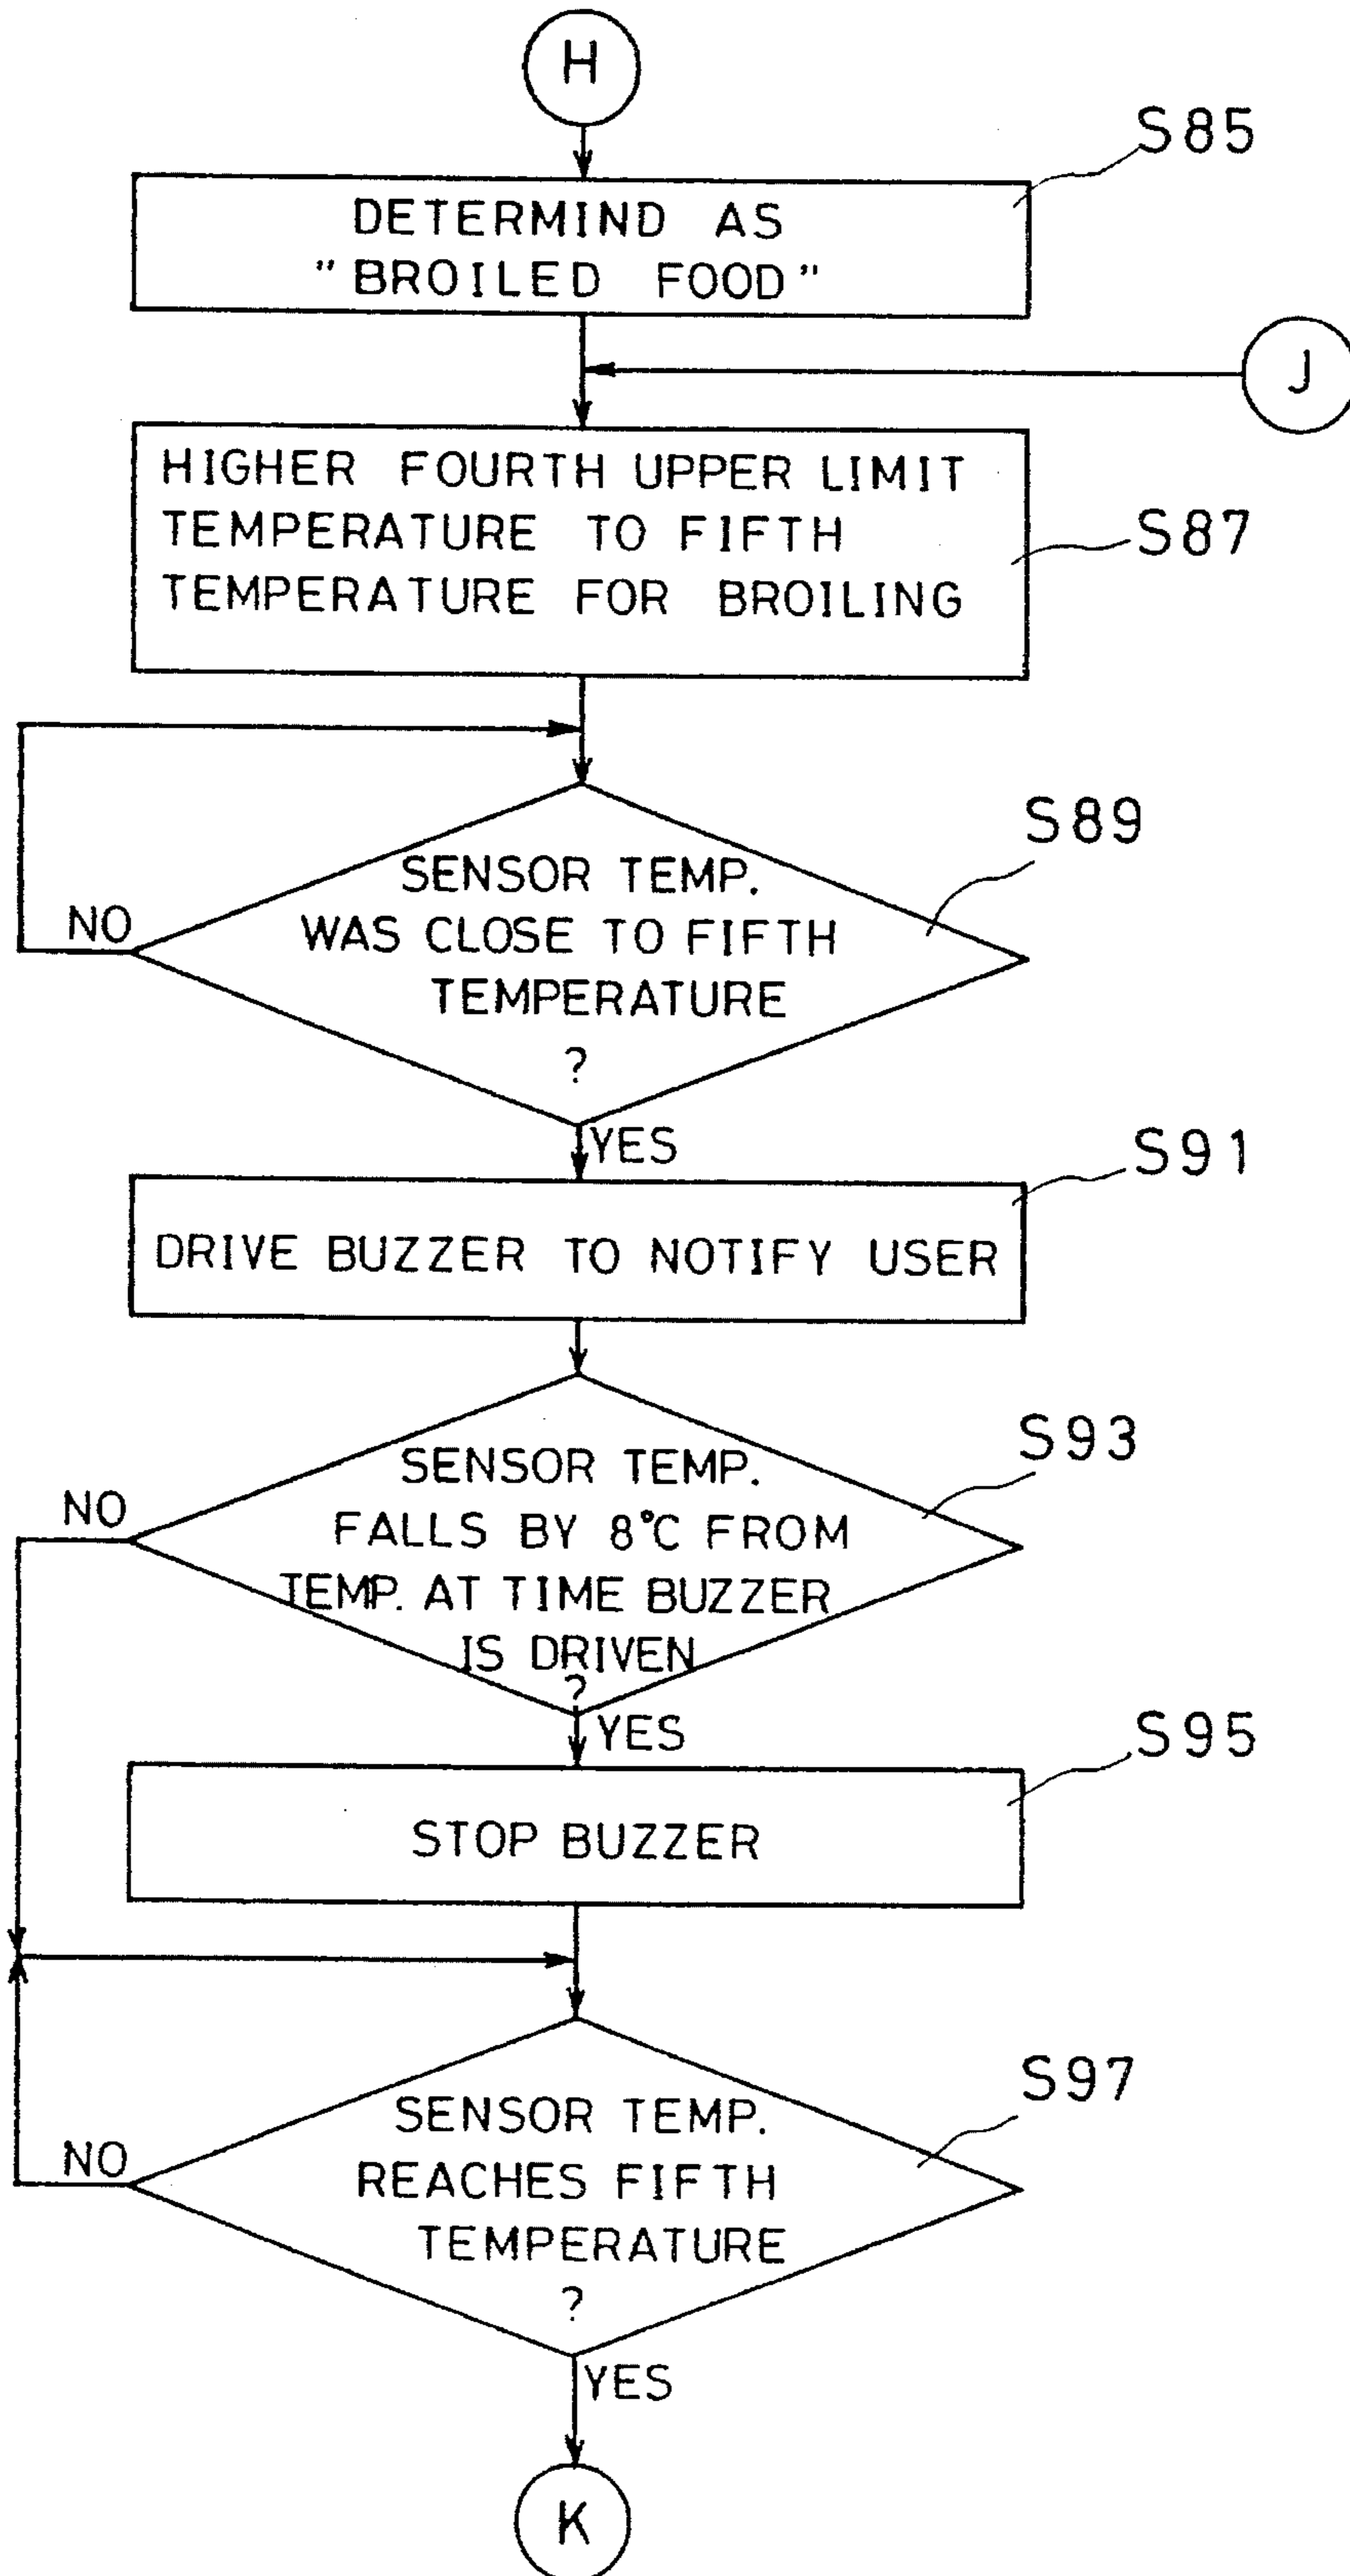 H
S85
DETERMIND AS
"BROILED FOOD"
J
HIGHER FOURTH UPPER LIMIT
TEMPERATURE TO FIFTH
TEMPERATURE FOR BROILING
S87
S89
SENSOR TEMP.
NO
WAS CLOSE TO FIFTH
TEMPERATURE
?
YES
S91
DRIVE BUZZER TO NOTIFY USER
S93
SENSOR TEMP.
NO
FALLS BY 8°C FROM
TEMP. AT TIME BUZZER
IS DRIVEN
?
YES
S95
STOP BUZZER
S97
SENSOR TEMP.
NO
REACHES FIFTH
TEMPERATURE
?
YES
K